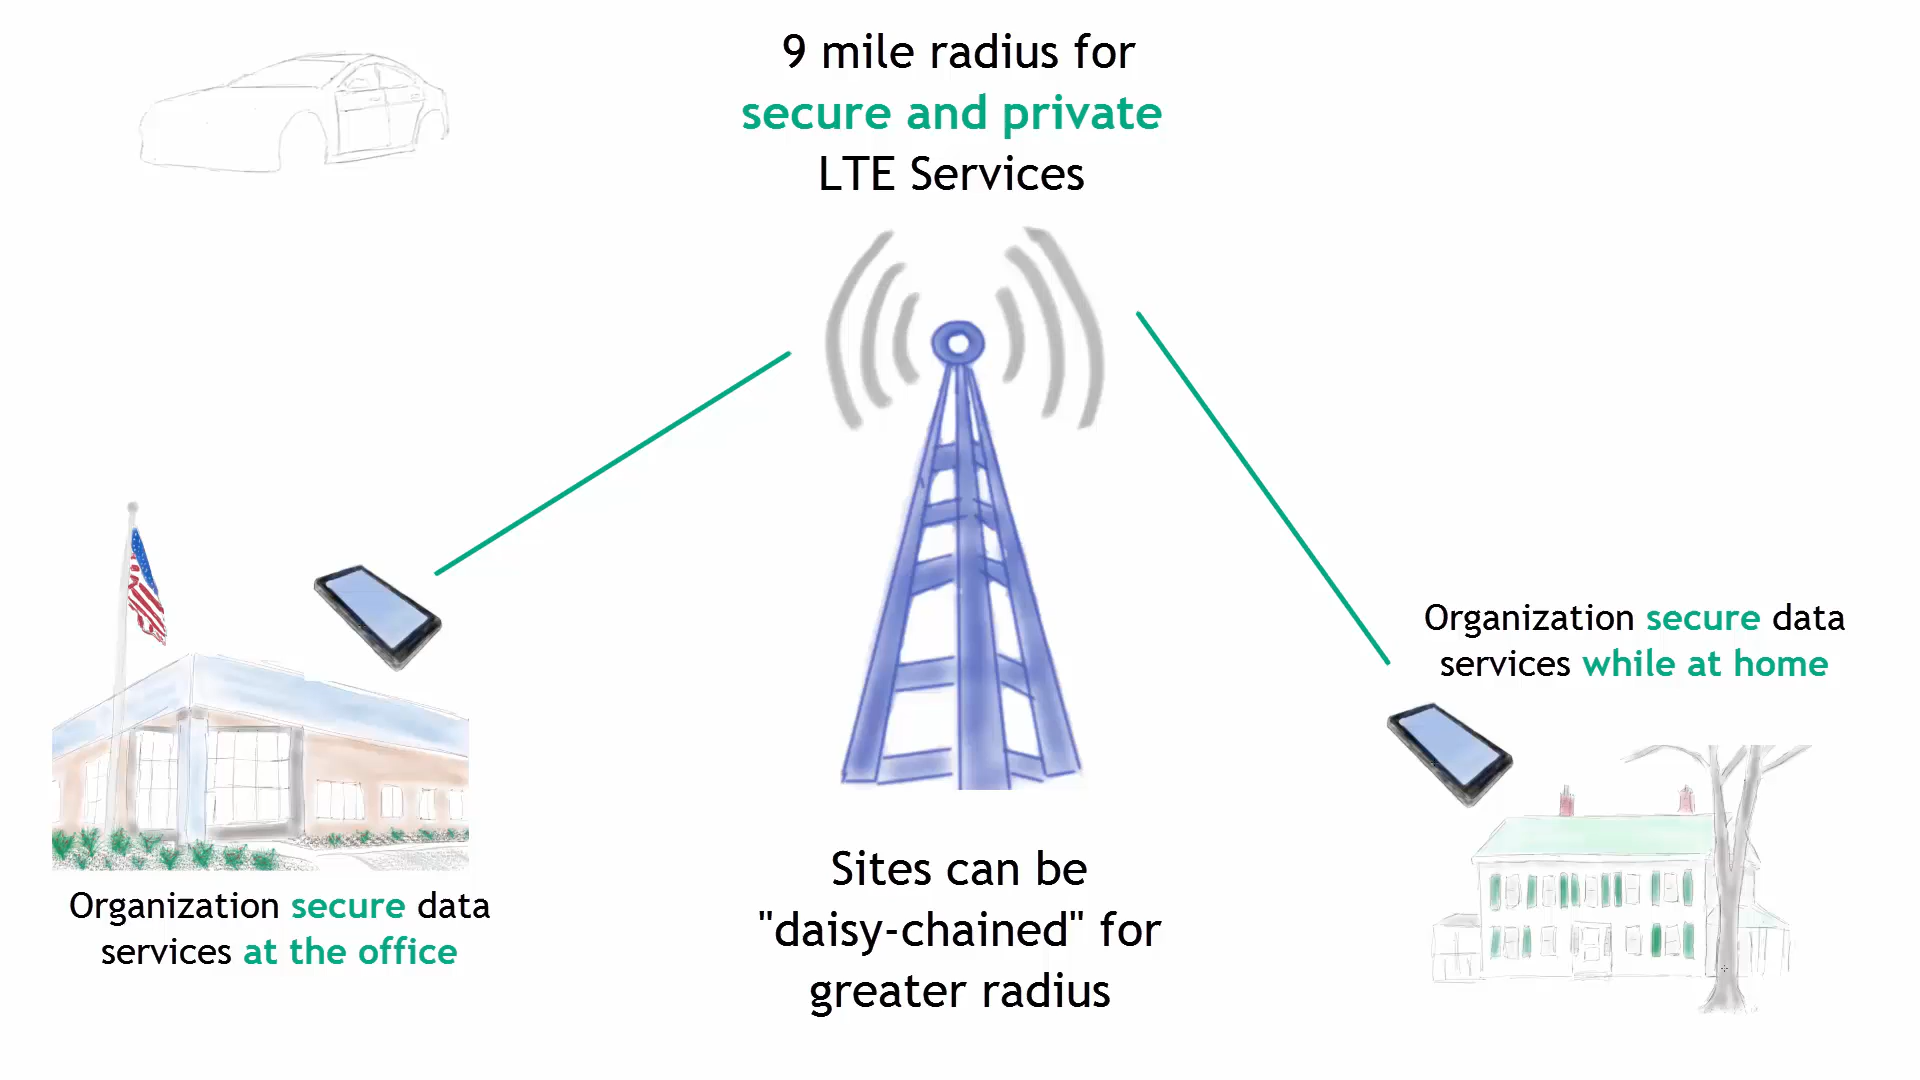 9 mile radius for
secure and private
LTE Services
Organization secure data
services while at home
Organization secure data
services at the office
Sites can be
"daisy-chained" for
greater radius